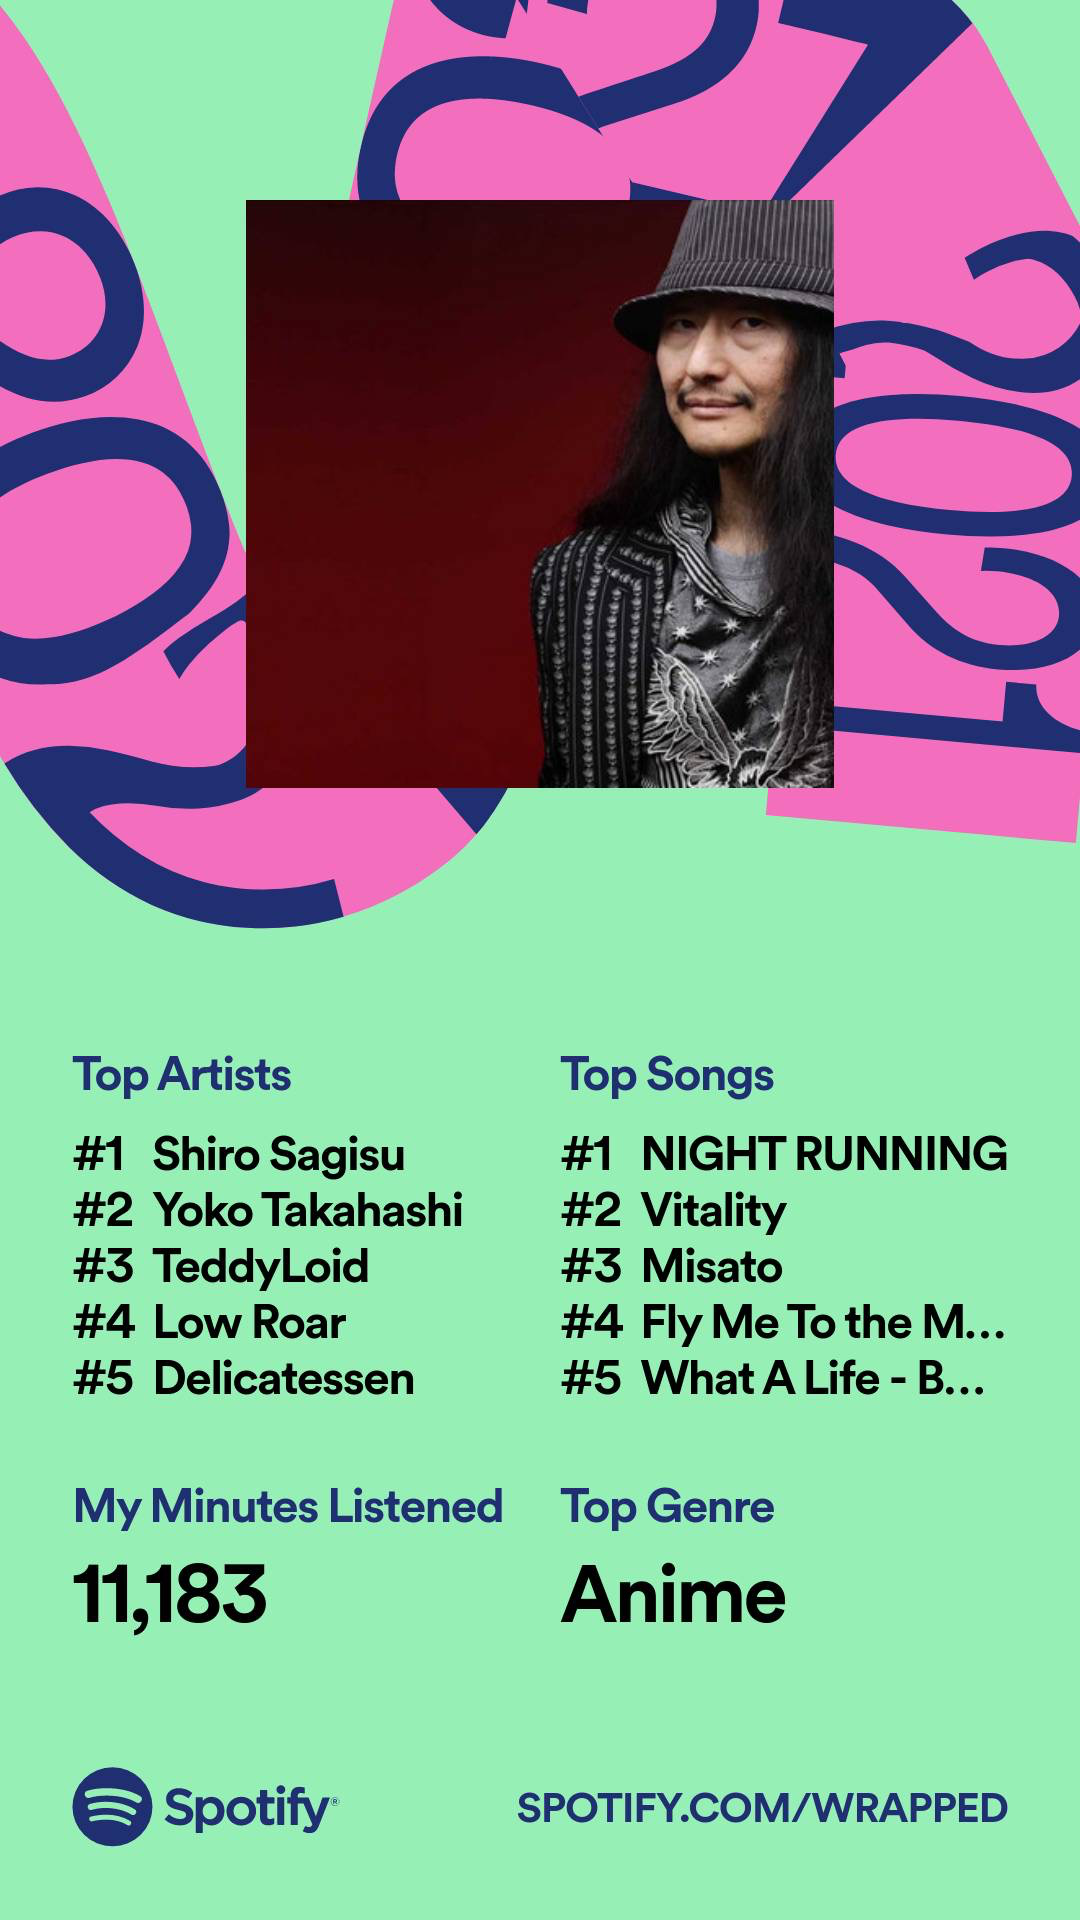 2021
Top Artists
#1 Shiro Sagisu
#2 Yoko Takahashi
#3 TeddyLoid
#4 Low Roar
#5 Delicatessen
Top Songs
#1 NIGHT RUNNING
#2 Vitality
#3 Misato
#4 Fly Me To the M...
#5 What A Life - B...
My Minutes Listened
11,183
Top Genre
Anime
Spotify®
SPOTIFY.COM/WRAPPED